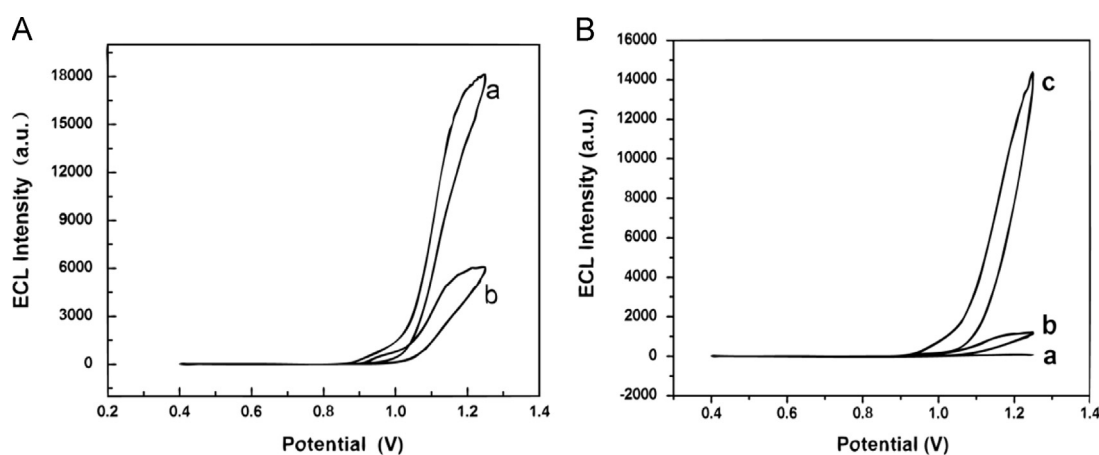 A
18000
15000
12000
9000
6000
3000
0
0.2 0.4 0.6 0.8 1.0 1.2 1.4
ECL Intensity (a.u.)
Potential (V)
a
b
B
16000
14000
12000
10000
8000
6000
4000
2000
0
-2000
0.4 0.6 0.8 1.0 1.2 1.4
ECL Intensity (a.u.)
Potential (V)
c
b
a